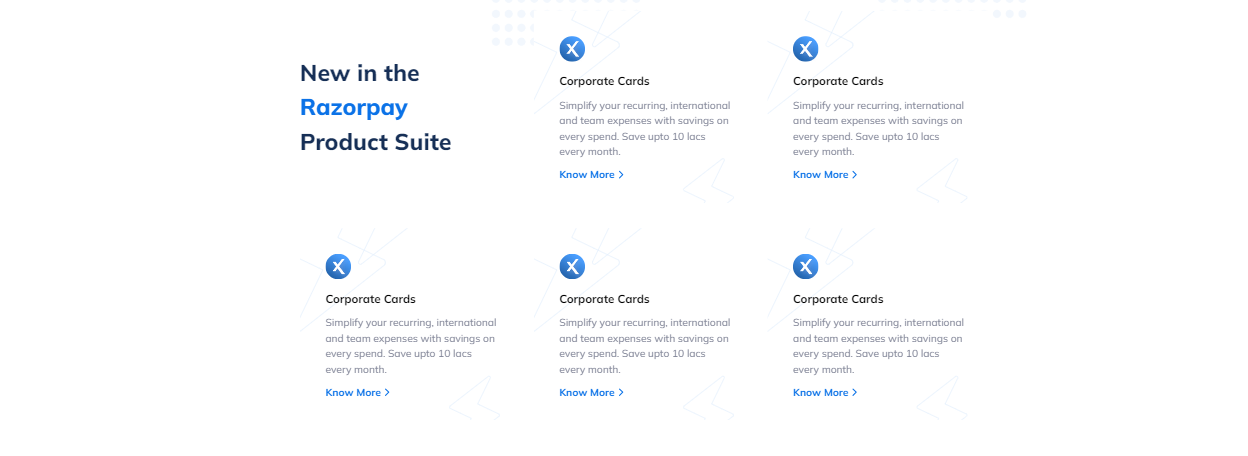 New in the
Razorpay
Product Suite
Corporate Cards
Simplify your recurring, international
and team expenses with savings on
every spend. Save upto 10 lacs
every month.
Know More
Corporate Cards
Simplify your recurring, international
and team expenses with savings on
every spend. Save upto 10 lacs
every month.
Know More
Corporate Cards
Simplify your recurring, international
and team expenses with savings on
every spend. Save upto 10 lacs
every month.
Know More
Corporate Cards
Simplify your recurring, international
and team expenses with savings on
every spend. Save upto 10 lacs
every month.
Know More
Corporate Cards
Simplify your recurring, international
and team expenses with savings on
every spend. Save upto 10 lacs
every month.
Know More